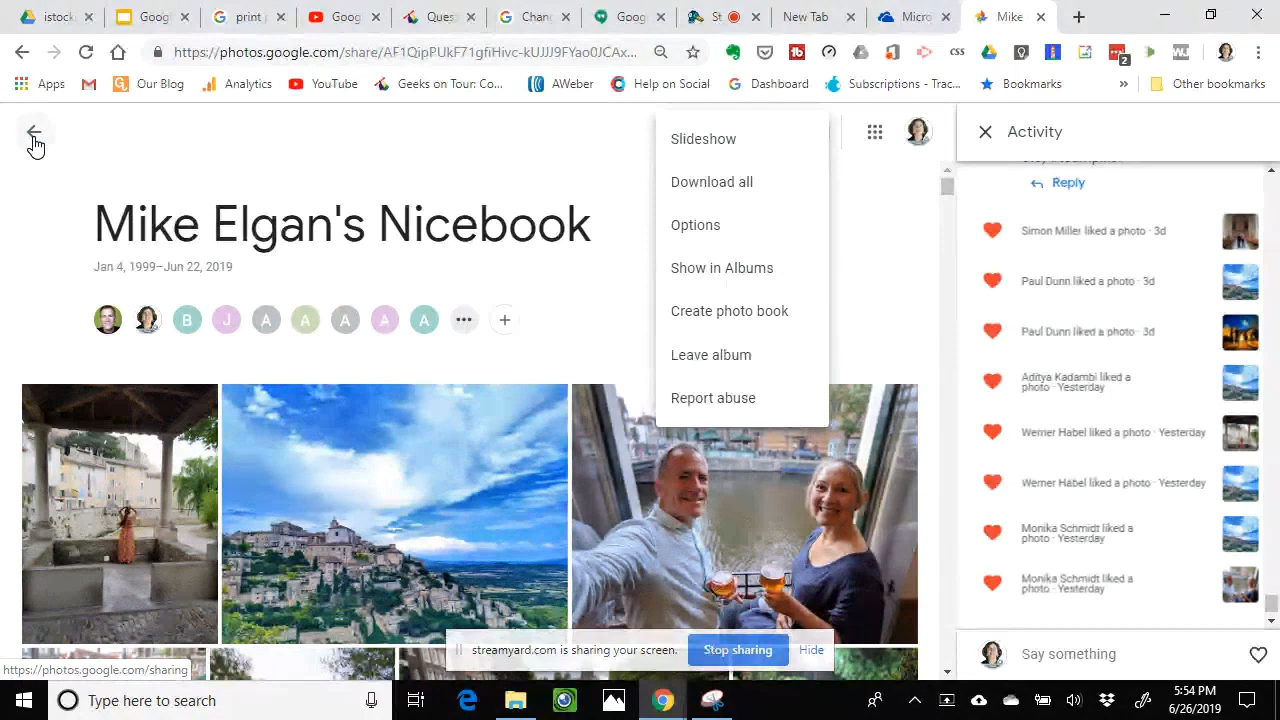 istock
Googl
print
Goog
Ques
Chan
Goog
St
New Tab
Micro
Mike
https://photos.google.com/share/
CSS
2
Apps
Our Blog
Analytics
YouTube
Geeks on Tour: Co...
AWeber
Help on Social
Dashboard
Subscriptions - Trac...
Bookmarks
»
Other bookmarks
Slideshow
Download all
Options
Show in Albums
Create photo book
Leave album
Report abuse
Mike Elgan's Nicebook
Jan 4, 1999–Jun 22, 2019
B J A A A A A
Activity
Reply
Simon Miller liked a photo · 3d
Paul Dunn liked a photo · 3d
Paul Dunn liked a photo · 3d
Aditya Kadambi liked a
photo · Yesterday
Werner Habel liked a photo · Yesterday
Werner Habel liked a photo · Yesterday
Monika Schmidt liked a
photo · Yesterday
Monika Schmidt liked a
photo · Yesterday
Say something
streamyard.com is sharing your screen.
Stop sharing
Hide
https://photos.google.com/sharing
Type here to search
5:54 PM
6/26/2019